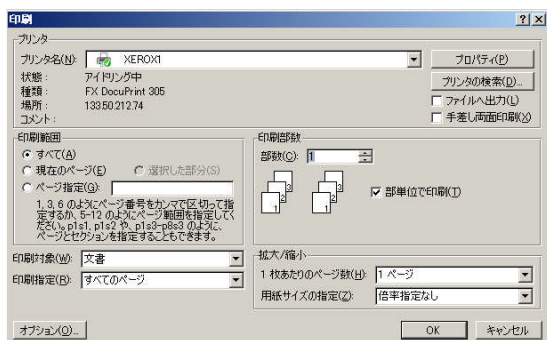 印刷
プリンタ
プリンタ名(N): XEROX1 プロパティ(P)
状態: アイドリング中 プリンタの検索(D)...
種類: FX DocuPrint 305
場所: 133.50.212.74 ファイルへ出力(L)
コメント: 手差し両面印刷(X)
印刷範囲
すべて(A)
現在のページ(E) 選択した部分(S)
ページ指定(G):
1, 3, 6 のようにページ番号をカンマで区切って指
定するか、5-12 のようにページ範囲を指定してく
ださい。p1s1, p1s2 や、p1s3-p8s3 のように、
ページとセクションを指定することもできます。
印刷部数
部数(C): 1
3 3
2 2
1 1
部単位で印刷(T)
印刷対象(W): 文書
印刷指定(R): すべてのページ
拡大/縮小
1 枚あたりのページ数(H): 1 ページ
用紙サイズの指定(Z): 倍率指定なし
オプション(O)... OK キャンセル